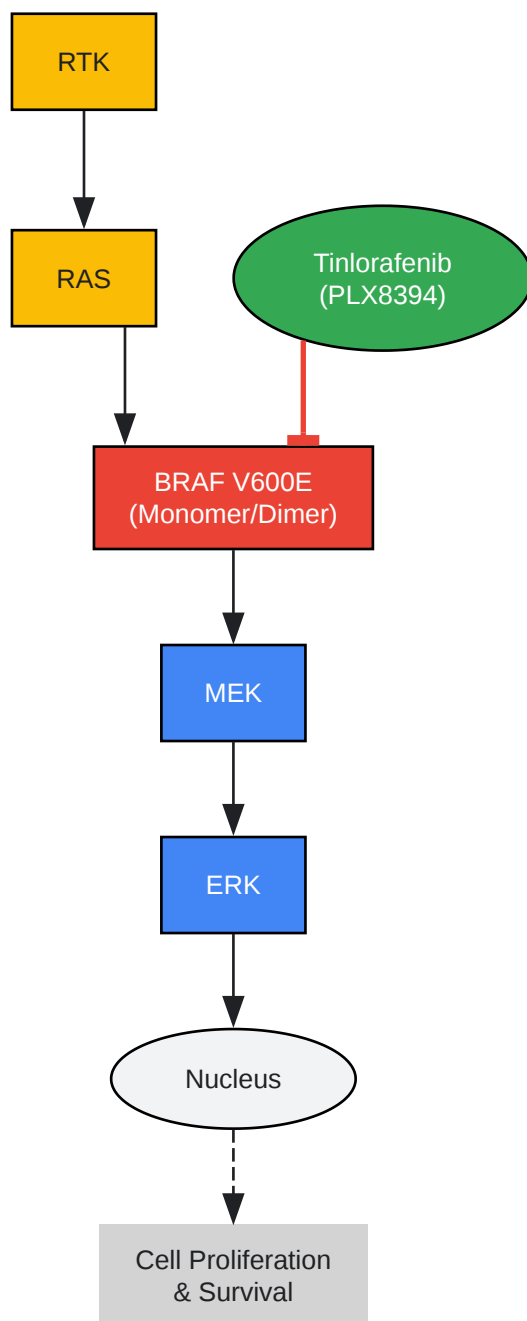 RTK
RAS
Tinlorafenib
(PLX8394)
BRAF V600E
(Monomer/Dimer)
MEK
ERK
Nucleus
Cell Proliferation
& Survival